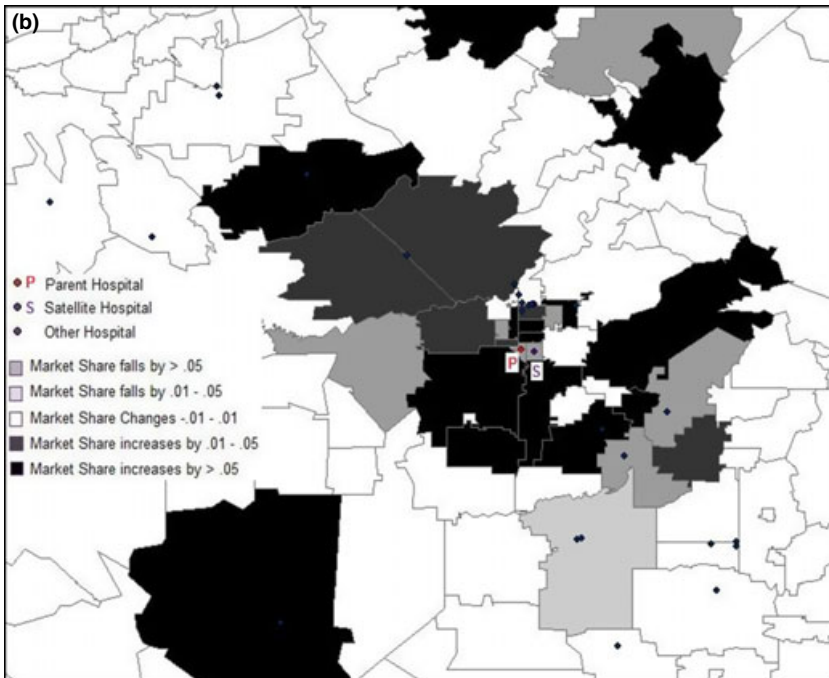 (b)
P Parent Hospital
S Satellite Hospital
Other Hospital
Market Share falls by > .05
Market Share falls by .01 - .05
Market Share Changes -.01 - .01
Market Share increases by .01 - .05
Market Share increases by > .05
P S